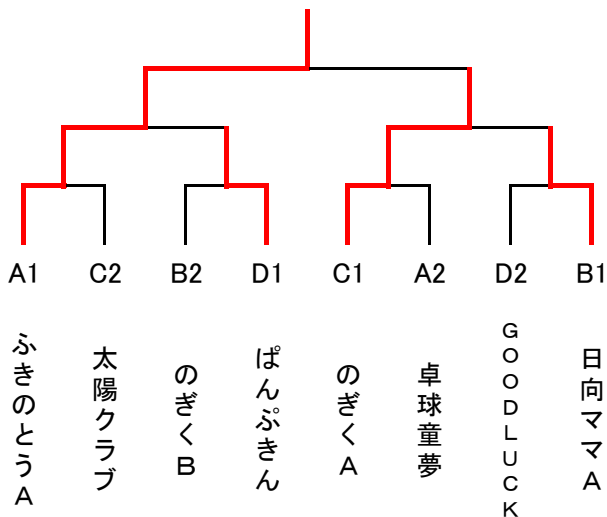 A1 C2 B2 D1 C1 A2 D2 B1
ふきのとうA
太陽クラブ
のぎくB
ぱんぷきん
のぎくA
卓球童夢
GOODLUCK
日向ママA